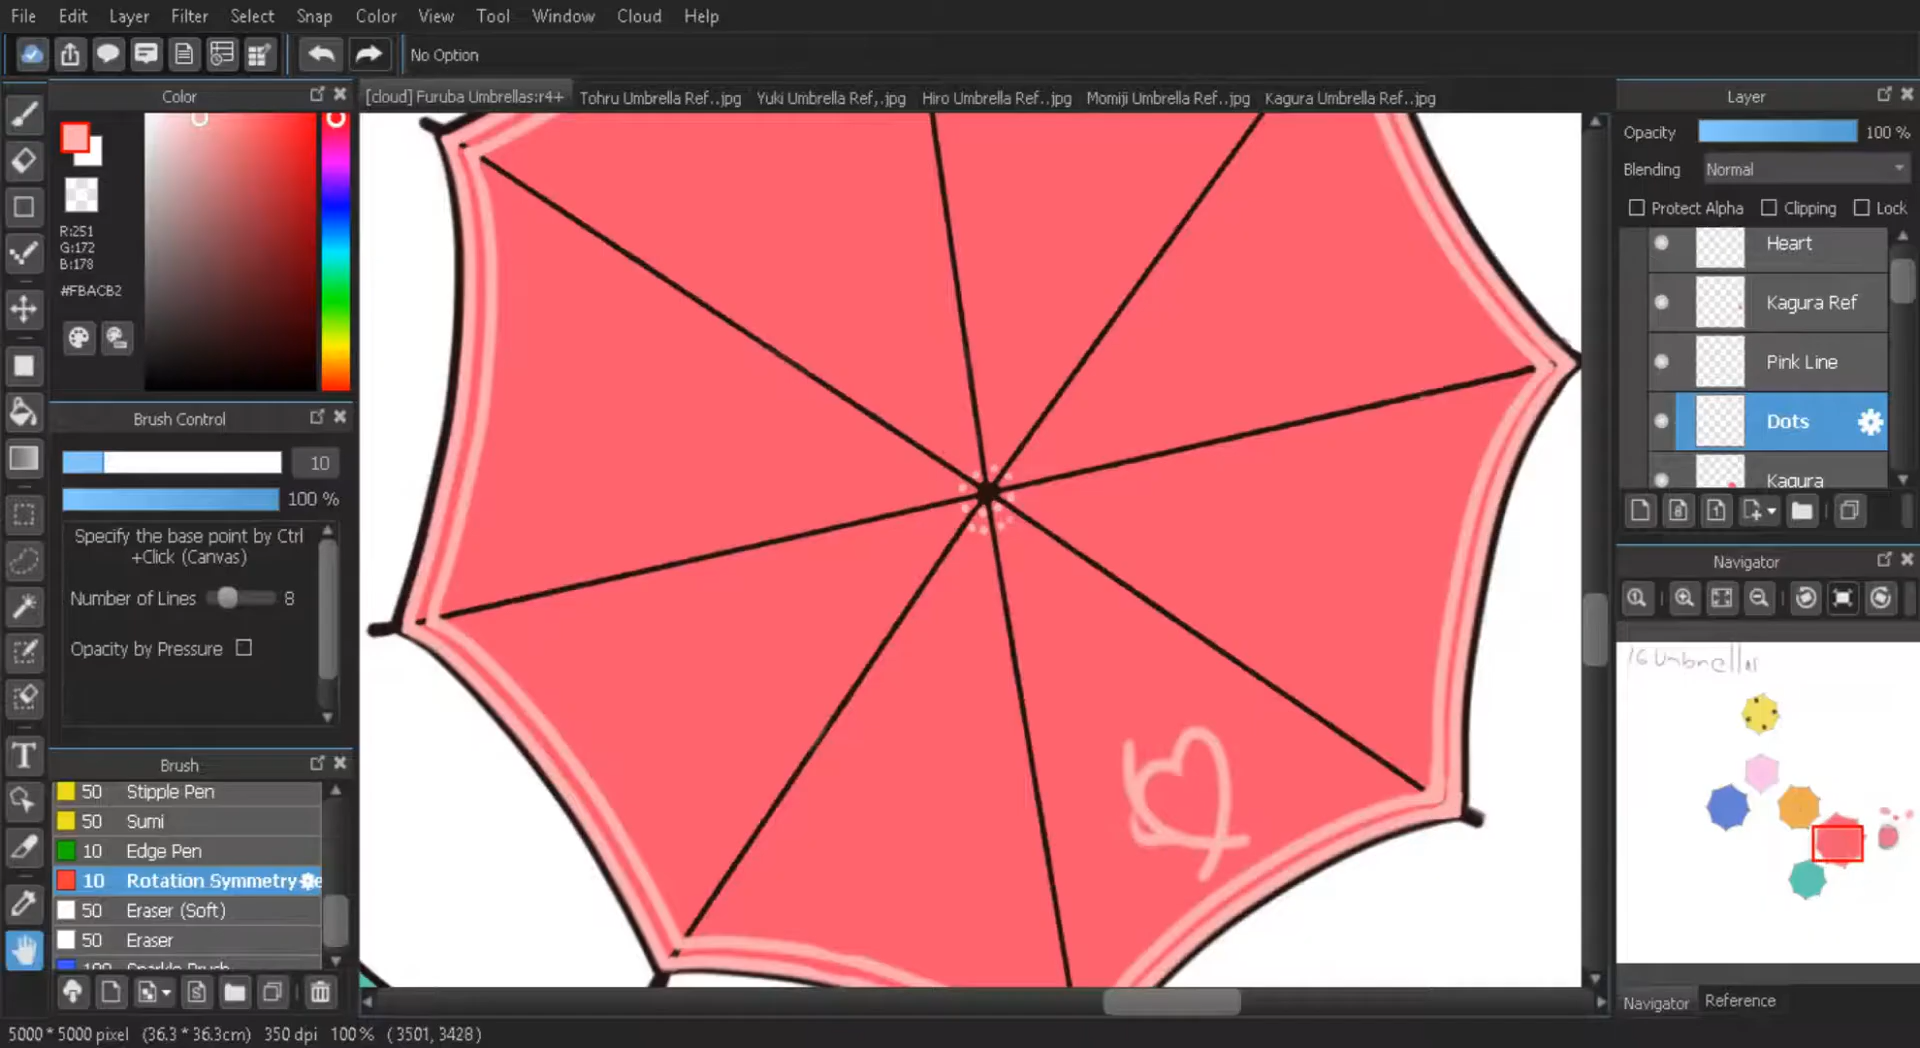 File Edit Layer Filter Select Snap Color View Tool Window Cloud Help
No Option
[cloud] Furuba Umbrellas:r4+ Tohru Umbrella Ref..jpg Yuki Umbrella Ref,.jpg Hiro Umbrella Ref..jpg Momiji Umbrella Ref..jpg Kagura Umbrella Ref..jpg
Color
R:251
G:172
B:178
#FBACB2
Brush Control
10
100 %
Specify the base point by Ctrl
+Click (Canvas)
Number of Lines 8
Opacity by Pressure
Brush
50 Stipple Pen
50 Sumi
10 Edge Pen
10 Rotation Symmetry
50 Eraser (Soft)
50 Eraser
100 Sparkle Brush
Layer
Opacity 100 %
Blending Normal
Protect Alpha Clipping Lock
Heart
Kagura Ref
Pink Line
Dots
Kagura
Navigator
16 Umbrellas
Navigator Reference
5000 * 5000 pixel (36.3 * 36.3cm) 350 dpi 100 % ( 3501, 3428 )